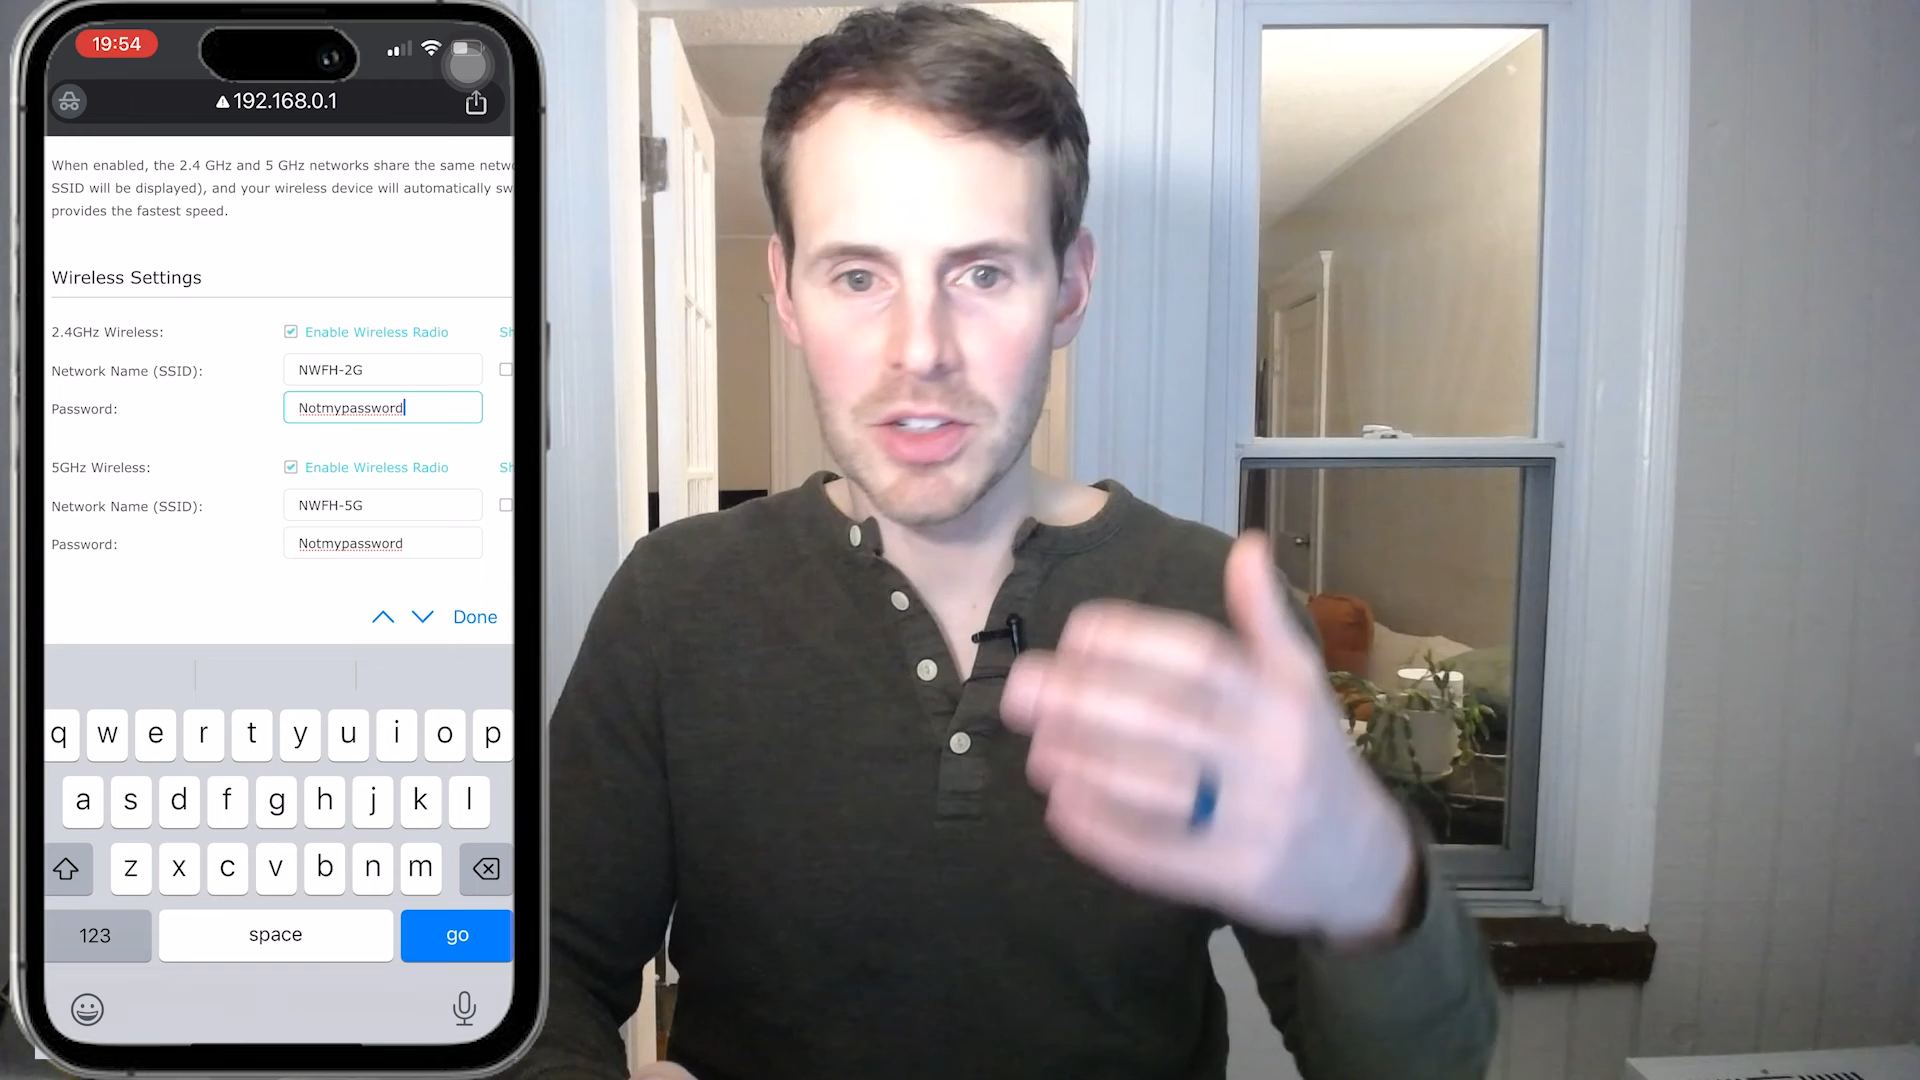 19:54
192.168.0.1
When enabled, the 2.4 GHz and 5 GHz networks share the same netw
SSID will be displayed), and your wireless device will automatically sw
provides the fastest speed.
Wireless Settings
2.4GHz Wireless: Enable Wireless Radio Sh
Network Name (SSID): NWFH-2G
Password: Notmypassword
5GHz Wireless: Enable Wireless Radio Sh
Network Name (SSID): NWFH-5G
Password: Notmypassword
Done
q w e r t y u i o p
a s d f g h j k l
z x c v b n m
123 space go